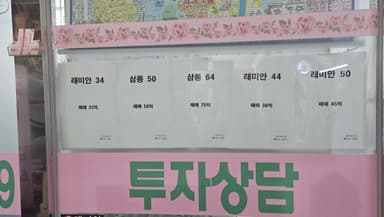 래미안 34
매매 33억
삼풍 50
매매 50억
삼풍 64
매매 70억
래미안 44
매매 38억
래미안 50
매매 45억
9
투자상담